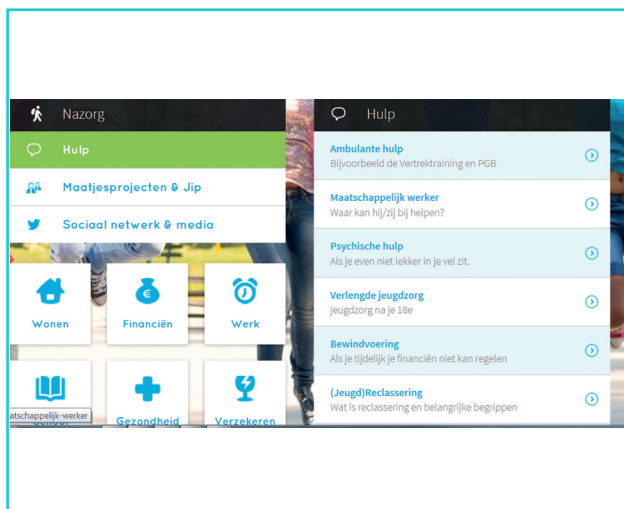 Nazorg
Hulp
Maatjesprojecten & Jip
Sociaal netwerk & media
Wonen
Financiën
Werk
Gezondheid
Verzekeren
atschappelijk-werker
Hulp
Ambulante hulp
Bijvoorbeeld de Vertrektraining en PGB
Maatschappelijk werker
Waar kan hij/zij bij helpen?
Psychische hulp
Als je even niet lekker in je vel zit.
Verlengde jeugdzorg
jeugdzorg na je 18e
Bewindvoering
Als je tijdelijk je financiën niet kan regelen
(Jeugd)Reclassering
Wat is reclassering en belangrijke begrippen